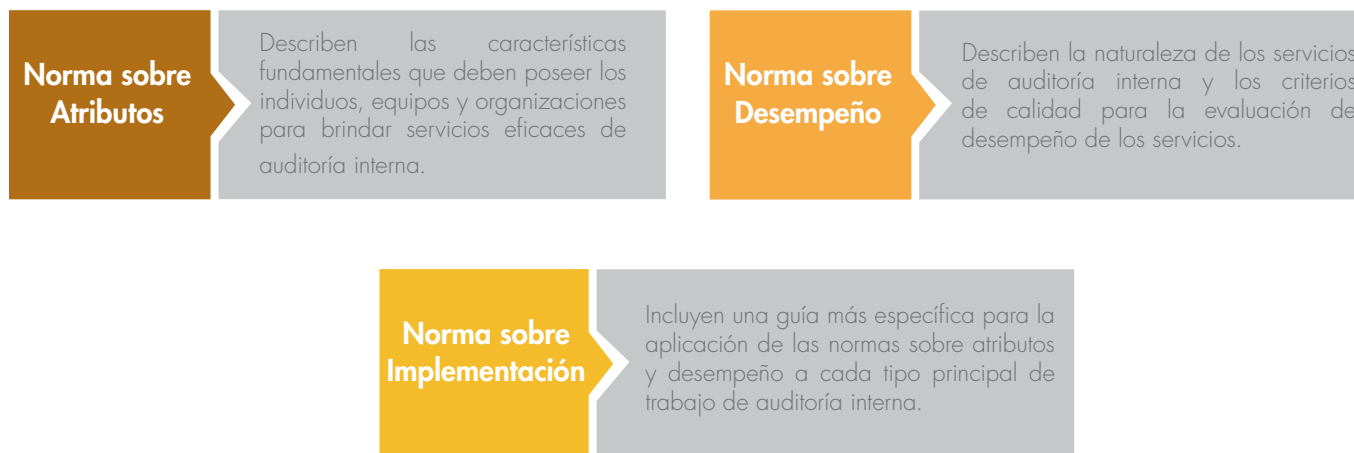 Norma sobre
Atributos
Describen las características
fundamentales que deben poseer los
individuos, equipos y organizaciones
para brindar servicios eficaces de
auditoría interna.
Norma sobre
Desempeño
Describen la naturaleza de los servicios
de auditoría interna y los criterios
de calidad para la evaluación de
desempeño de los servicios.
Norma sobre
Implementación
Incluyen una guía más específica para la
aplicación de las normas sobre atributos
y desempeño a cada tipo principal de
trabajo de auditoría interna.